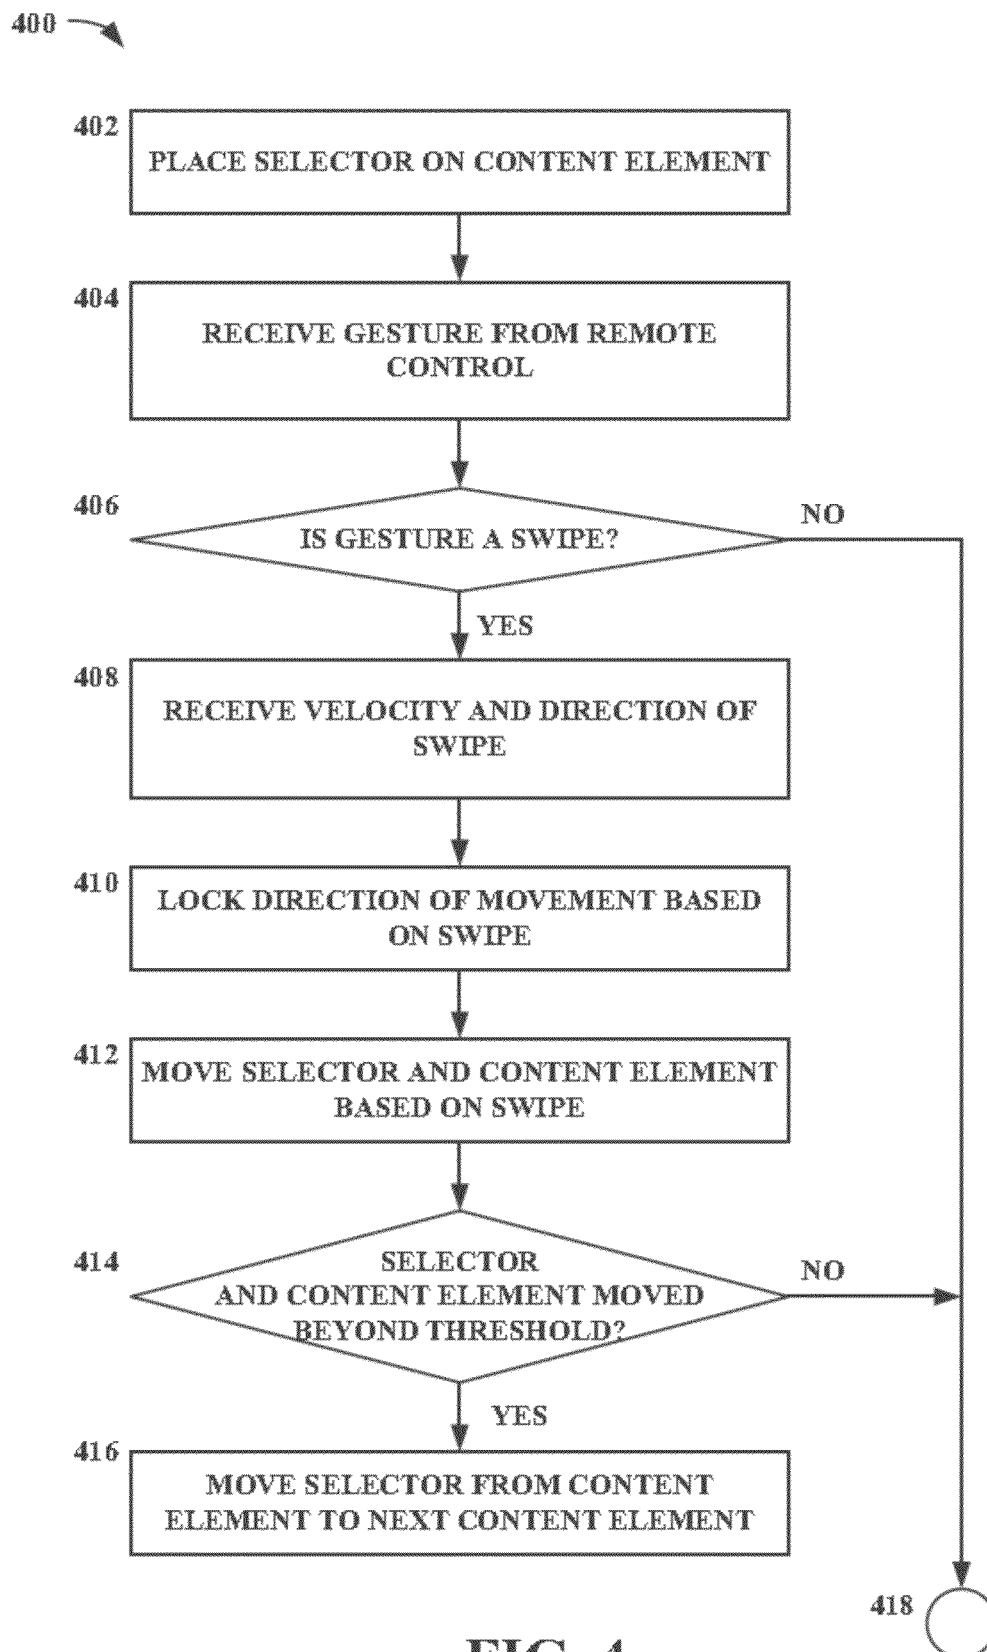 400
402
PLACE SELECTOR ON CONTENT ELEMENT
404
RECEIVE GESTURE FROM REMOTE
CONTROL
406
IS GESTURE A SWIPE?
NO
YES
408
RECEIVE VELOCITY AND DIRECTION OF
SWIPE
410
LOCK DIRECTION OF MOVEMENT BASED
ON SWIPE
412
MOVE SELECTOR AND CONTENT ELEMENT
BASED ON SWIPE
414
SELECTOR
AND CONTENT ELEMENT MOVED
BEYOND THRESHOLD?
NO
YES
416
MOVE SELECTOR FROM CONTENT
ELEMENT TO NEXT CONTENT ELEMENT
418
FIG. 4